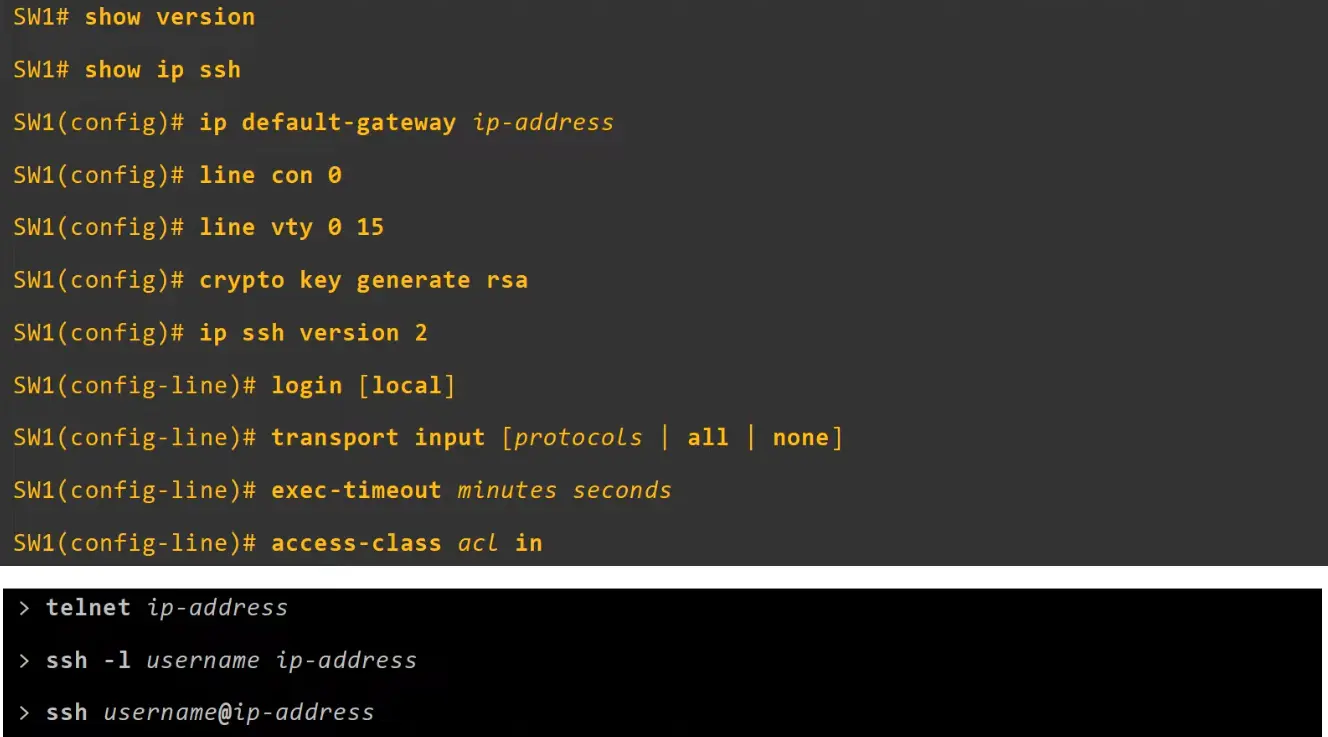 SW1# show version
SW1# show ip ssh
SW1(config)# ip default-gateway ip-address
SW1(config)# line con 0
SW1(config)# line vty 0 15
SW1(config)# crypto key generate rsa
SW1(config)# ip ssh version 2
SW1(config-line)# login [local]
SW1(config-line)# transport input [protocols | all | none]
SW1(config-line)# exec-timeout minutes seconds
SW1(config-line)# access-class acl in
> telnet ip-address
> ssh -l username ip-address
> ssh username@ip-address